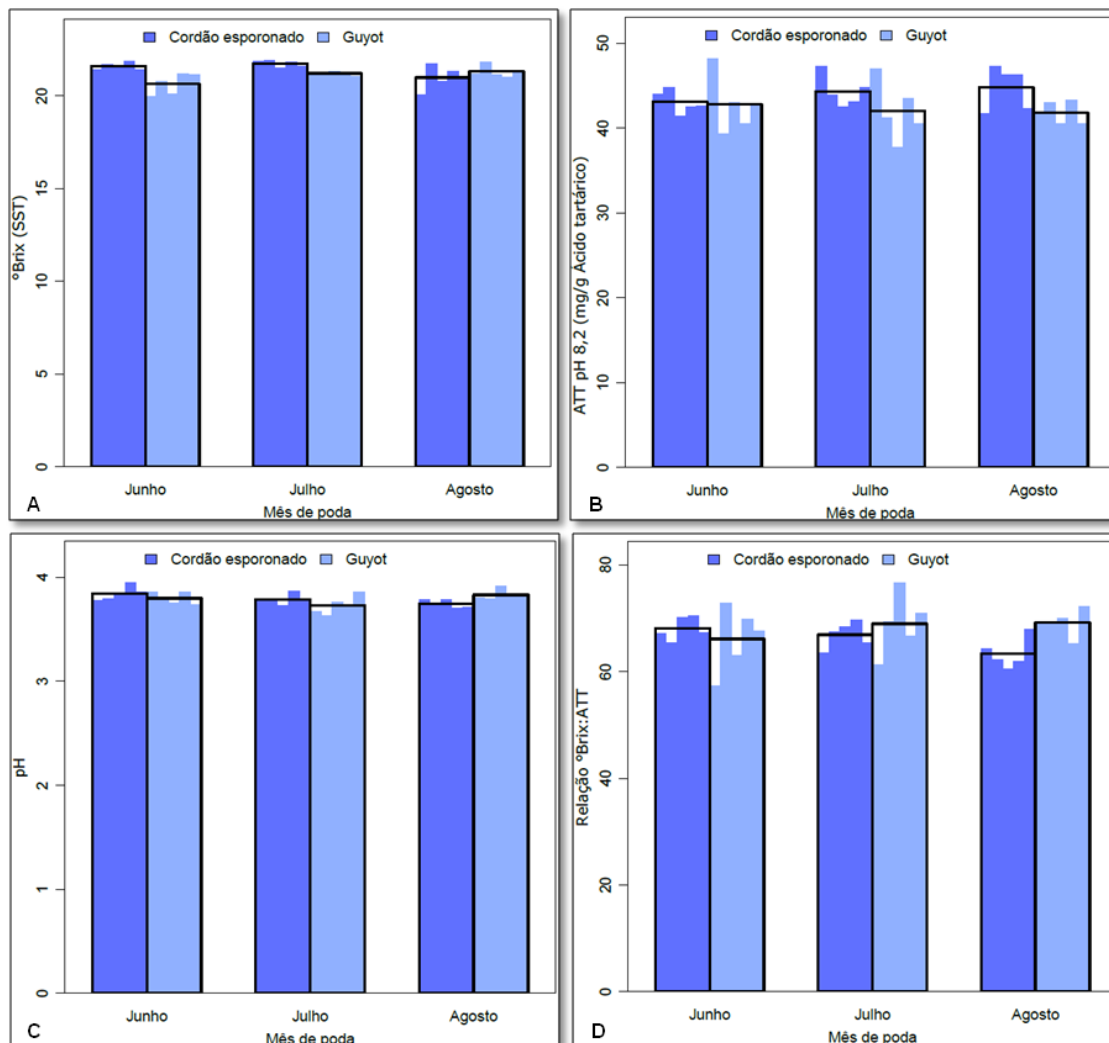 Cordão esporonado Guyot
ºBrix (SST)
0 5 10 15 20
Junho Julho Agosto
Mês de poda
A
Cordão esporonado Guyot
ATT pH 8,2 (mg/g Ácido tartárico)
0 10 20 30 40 50
Junho Julho Agosto
Mês de poda
B
Cordão esporonado Guyot
pH
0 1 2 3 4
Junho Julho Agosto
Mês de poda
C
Cordão esporonado Guyot
Relação ºBrix:ATT
0 20 40 60 80
Junho Julho Agosto
Mês de poda
D